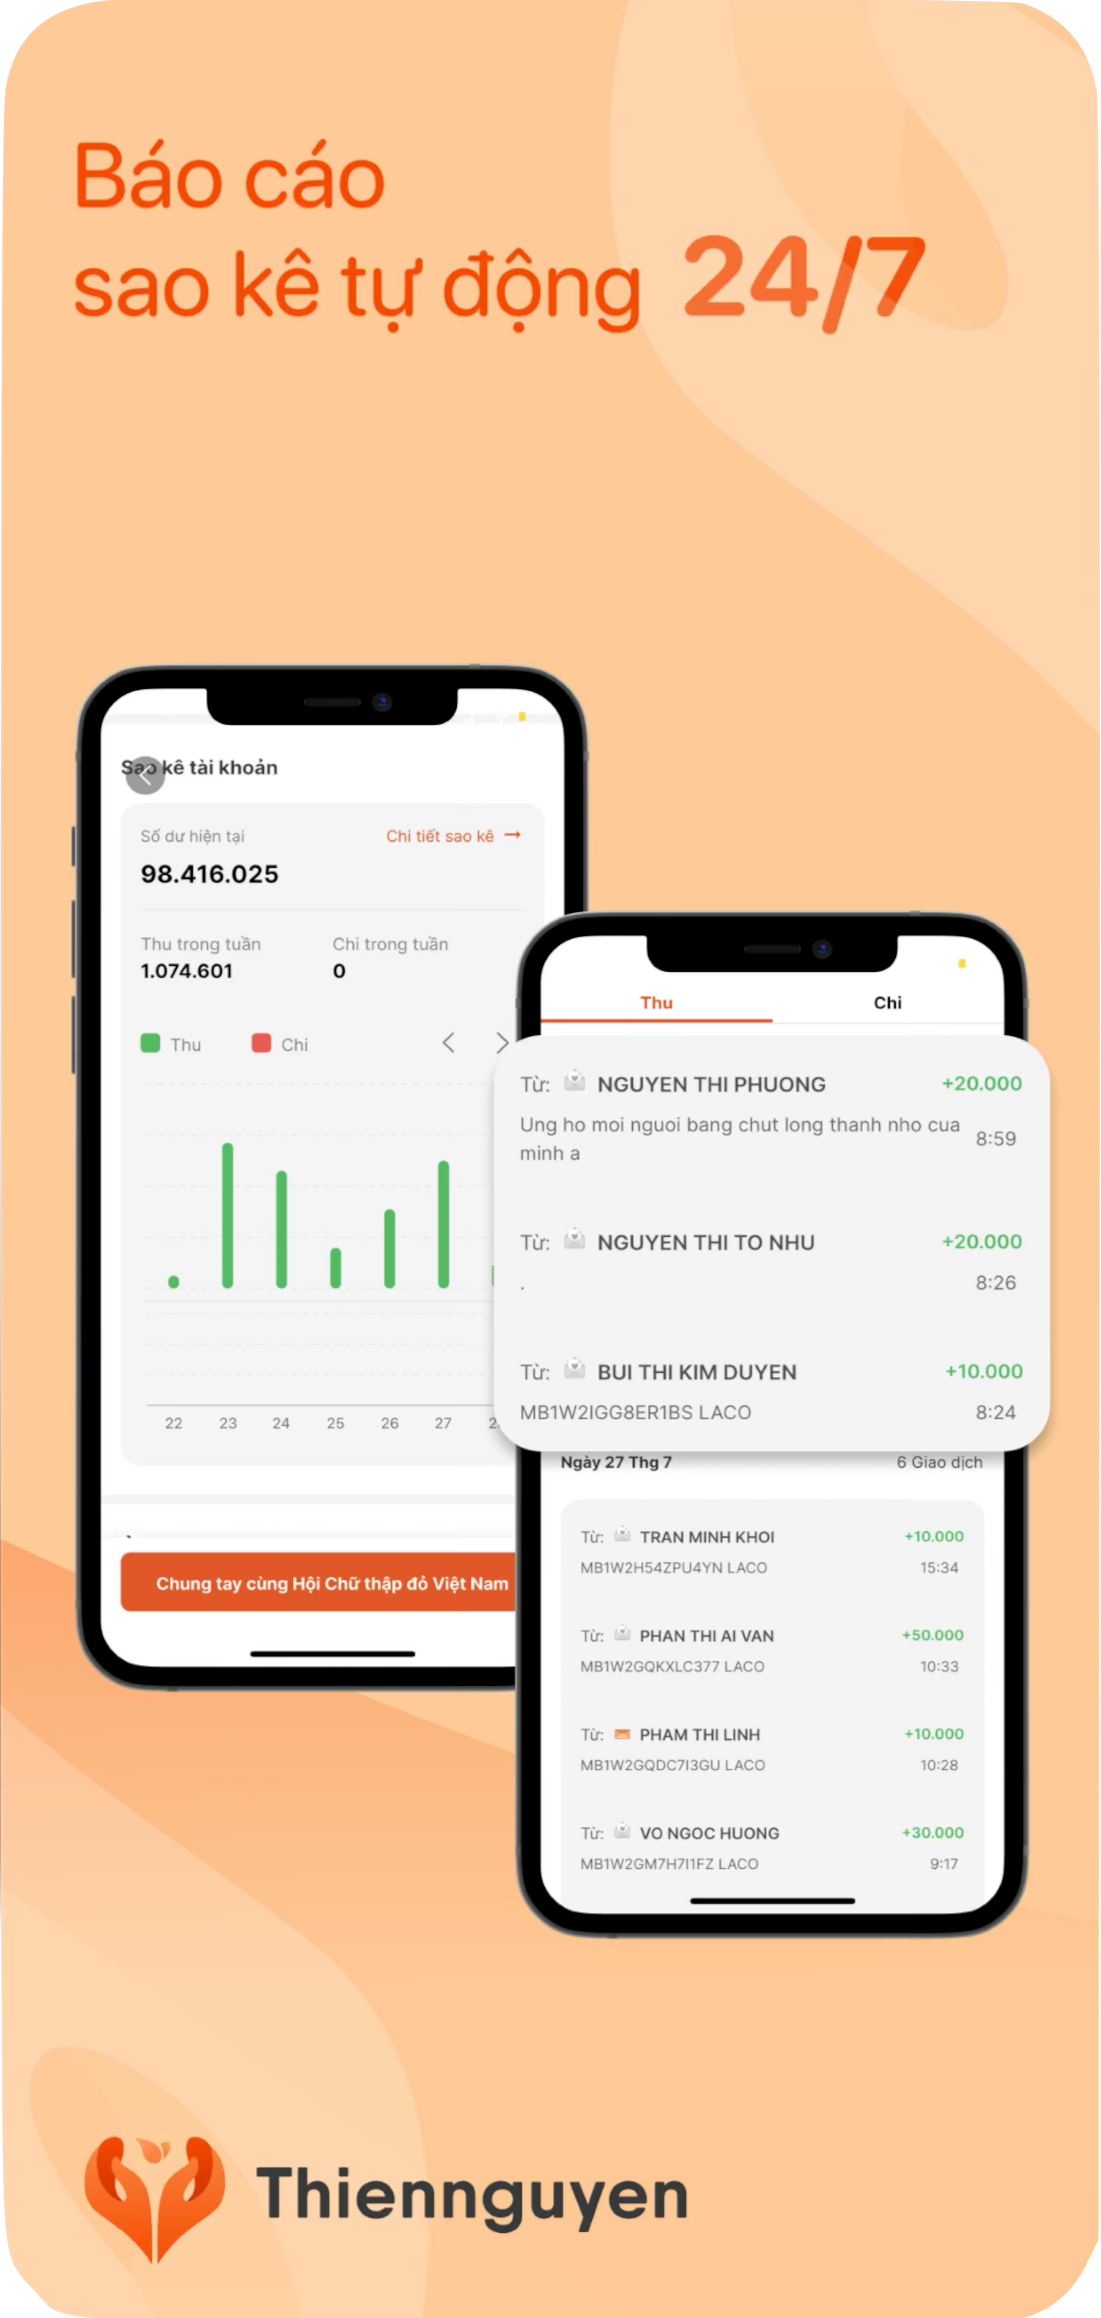 Báo cáo
sao kê tự động 24/7
Sao kê tài khoản
Số dư hiện tại
Chi tiết sao kê →
98.416.025
Thu trong tuần
Chi trong tuần
1.074.601
0
Thu
Chi
22 23 24 25 26 27
Chung tay cùng Hội Chữ thập đỏ Việt Nam
Thu
Chi
Từ: NGUYEN THI PHUONG +20.000
Ung ho moi nguoi bang chut long thanh nho cua
minh a
8:59
Từ: NGUYEN THI TO NHU +20.000
. 8:26
Từ: BUI THI KIM DUYEN +10.000
MB1W2IGG8ER1BS LACO 8:24
Ngày 27 Thg 7 6 Giao dịch
Từ: TRAN MINH KHOI +10.000
MB1W2H54ZPU4YN LACO 15:34
Từ: PHAN THI AI VAN +50.000
MB1W2GQKXLC377 LACO 10:33
Từ: PHAM THI LINH +10.000
MB1W2GQDC7I3GU LACO 10:28
Từ: VO NGOC HUONG +30.000
MB1W2GM7H7I1FZ LACO 9:17
Thiennguyen